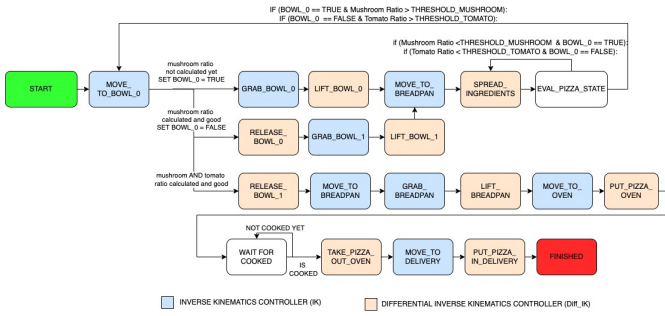 IF (BOWL_0 == TRUE & Mushroom Ratio > THRESHOLD_MUSHROOM):
IF (BOWL_0 == FALSE & Tomato Ratio > THRESHOLD_TOMATO):
if (Mushroom Ratio <THRESHOLD_MUSHROOM & BOWL_0 == TRUE):
if (Tomato Ratio < THRESHOLD_TOMATO & BOWL_0 == FALSE):
mushroom ratio
not calculated yet
SET BOWL_0 = TRUE
START
MOVE_
TO_BOWL_0
GRAB_BOWL_0
LIFT_BOWL_0
MOVE_TO_
BREADPAN
SPREAD_
INGREDIENTS
EVAL_PIZZA_STATE
mushroom ratio
calculated and good
SET BOWL_0 = FALSE
RELEASE_
BOWL_0
GRAB_BOWL_1
LIFT_BOWL_1
mushroom AND tomato
ratio calculated and good
RELEASE_
BOWL_1
MOVE_TO
BREADPAN
GRAB_
BREADPAN
LIFT_
BREADPAN
MOVE_TO_
OVEN
PUT_PIZZA_
OVEN
NOT COOKED YET
WAIT FOR
COOKED
IS
COOKED
TAKE_PIZZA_
OUT_OVEN
MOVE_TO
DELIVERY
PUT_PIZZA_
IN_DELIVERY
FINISHED
INVERSE KINEMATICS CONTROLLER (IK)
DIFFERENTIAL INVERSE KINEMATICS CONTROLLER (Diff_IK)